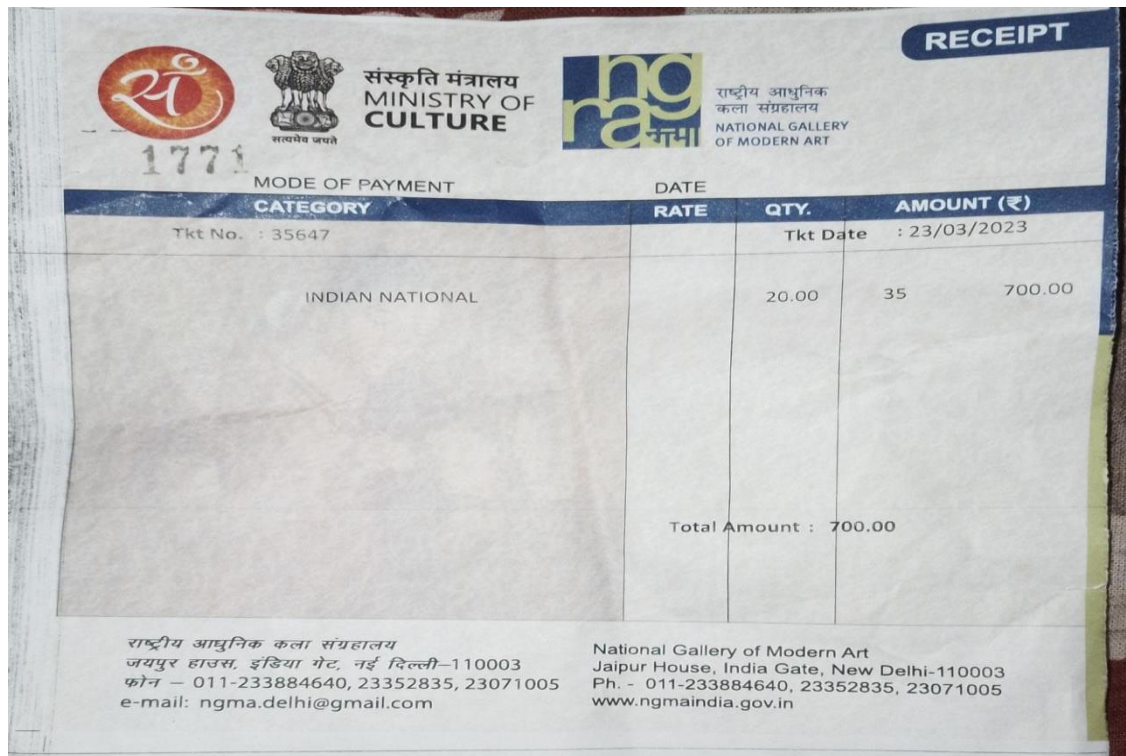 RECEIPT
सं
संस्कृति मंत्रालय
MINISTRY OF
CULTURE
सत्यमेव जयते
ngma
कसा
राष्ट्रीय आधुनिक
कला संग्रहालय
NATIONAL GALLERY
OF MODERN ART
1771
MODE OF PAYMENT DATE
CATEGORY RATE QTY. AMOUNT (₹)
Tkt No. : 35647 Tkt Date : 23/03/2023
INDIAN NATIONAL 20.00 35 700.00
Total Amount : 700.00
राष्ट्रीय आधुनिक कला संग्रहालय
जयपुर हाउस, इंडिया गेट, नई दिल्ली–110003
फोन – 011-233884640, 23352835, 23071005
e-mail: ngma.delhi@gmail.com
National Gallery of Modern Art
Jaipur House, India Gate, New Delhi-110003
Ph. - 011-233884640, 23352835, 23071005
www.ngmaindia.gov.in